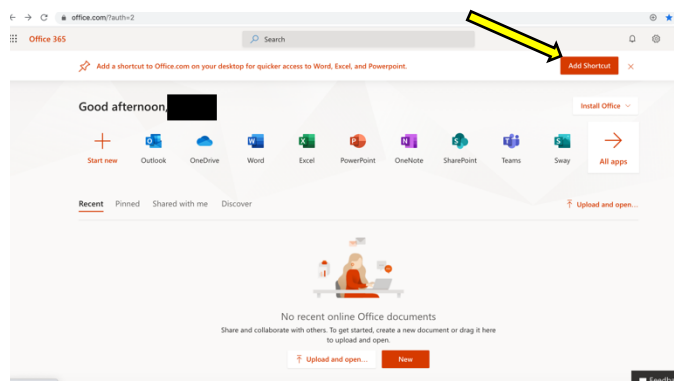 office.com/?auth=2
Office 365
Search
Add a shortcut to Office.com on your desktop for quicker access to Word, Excel, and Powerpoint.
Add Shortcut
Good afternoon,
Install Office
Start new
Outlook
OneDrive
Word
Excel
PowerPoint
OneNote
SharePoint
Teams
Sway
All apps
Recent Pinned Shared with me Discover
Upload and open...
No recent online Office documents
Share and collaborate with others. To get started, create a new document or drag it here
to upload and open.
Upload and open...
New